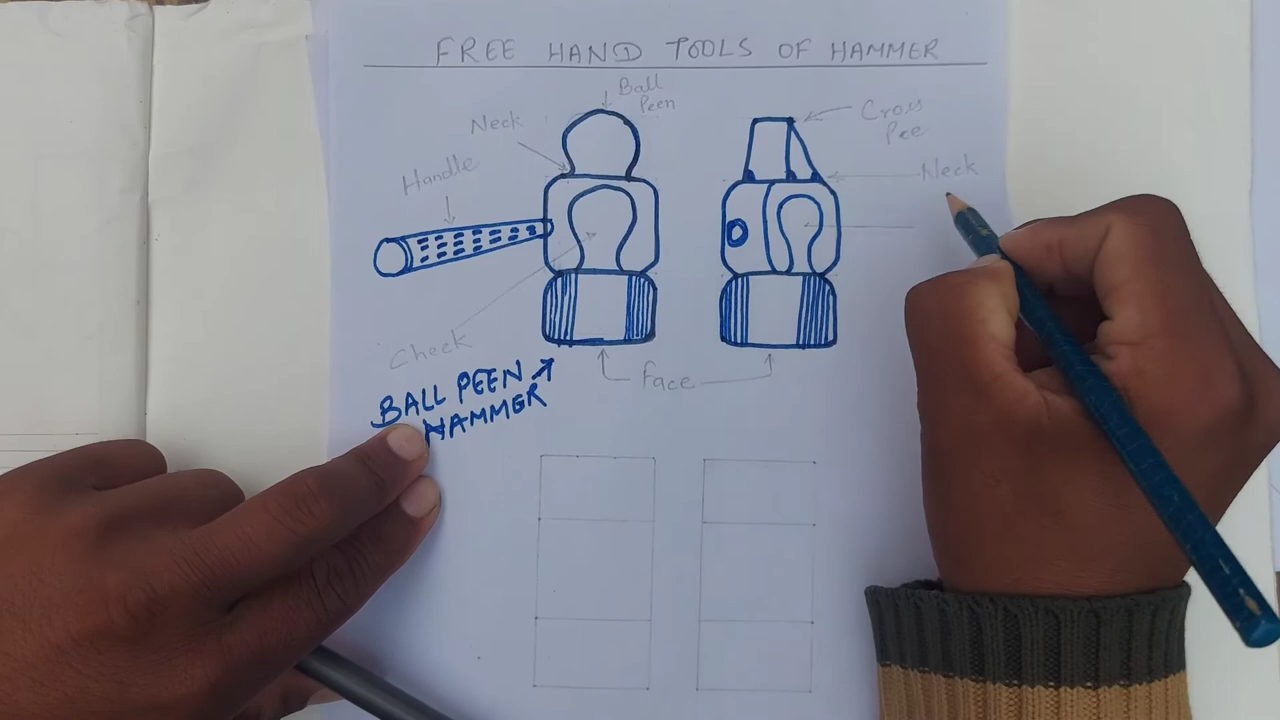 FREE HAND TOOLS OF HAMMER
Ball
Peen
Neck
Handle
Cross
Pee
Neck
Cheek
Face
BALL PEEN
HAMMER